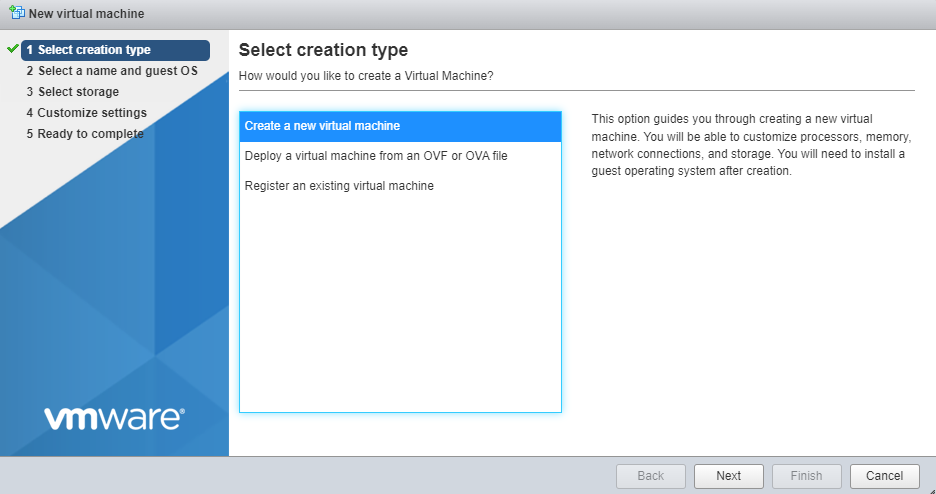 New virtual machine
1 Select creation type
2 Select a name and guest OS
3 Select storage
4 Customize settings
5 Ready to complete
vmware®
Select creation type
How would you like to create a Virtual Machine?
Create a new virtual machine
Deploy a virtual machine from an OVF or OVA file
Register an existing virtual machine
This option guides you through creating a new virtual
machine. You will be able to customize processors, memory,
network connections, and storage. You will need to install a
guest operating system after creation.
Back
Next
Finish
Cancel